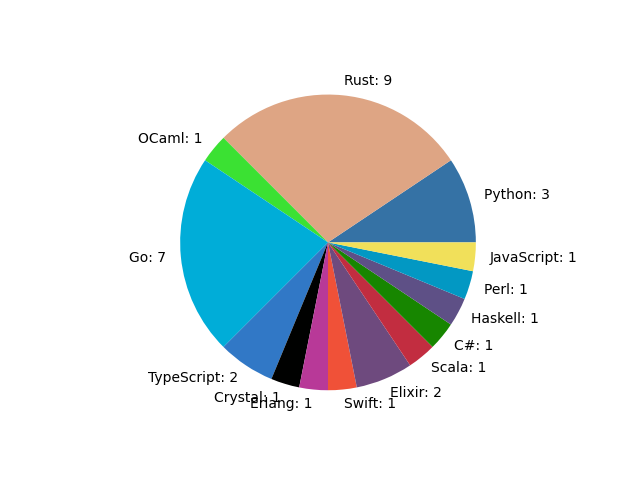 Rust: 9
OCaml: 1
Python: 3
Go: 7
JavaScript: 1
Perl: 1
Haskell: 1
C#: 1
Scala: 1
TypeScript: 2
Elixir: 2
Crystal: 1
Erlang: 1
Swift: 1